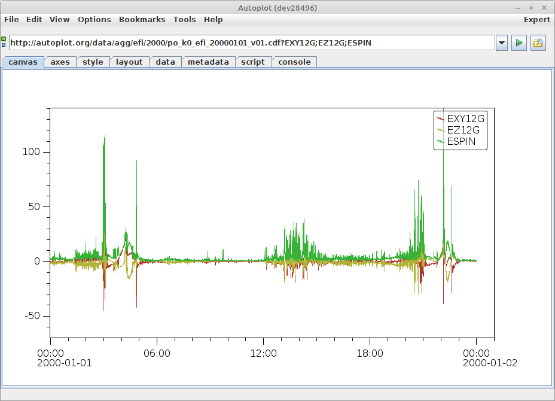 Autoplot (dev28496)
File Edit View Options Bookmarks Tools Help Expert
http://autoplot.org/data/agg/efi/2000/po_k0_efi_20000101_v01.cdf?EXY12G;EZ12G;ESPIN
canvas axes style layout data metadata script console
EXY12G
EZ12G
ESPIN
100
50
0
-50
00:00 06:00 12:00 18:00 00:00
2000-01-01 2000-01-02